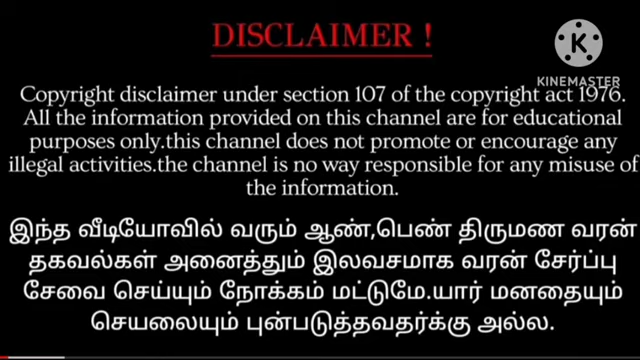 DISCLAIMER !
KINEMASTER
Copyright disclaimer under section 107 of the copyright act 1976.
All the information provided on this channel are for educational
purposes only.this channel does not promote or encourage any
illegal activities.the channel is no way responsible for any misuse of
the information.
இந்த வீடியோவில் வரும் ஆண்,பெண் திருமண வரன்
தகவல்கள் அனைத்தும் இலவசமாக வரன் சேர்ப்பு
சேவை செய்யும் நோக்கம் மட்டுமே.யார் மனதையும்
செயலையும் புன்படுத்தவதர்க்கு அல்ல.